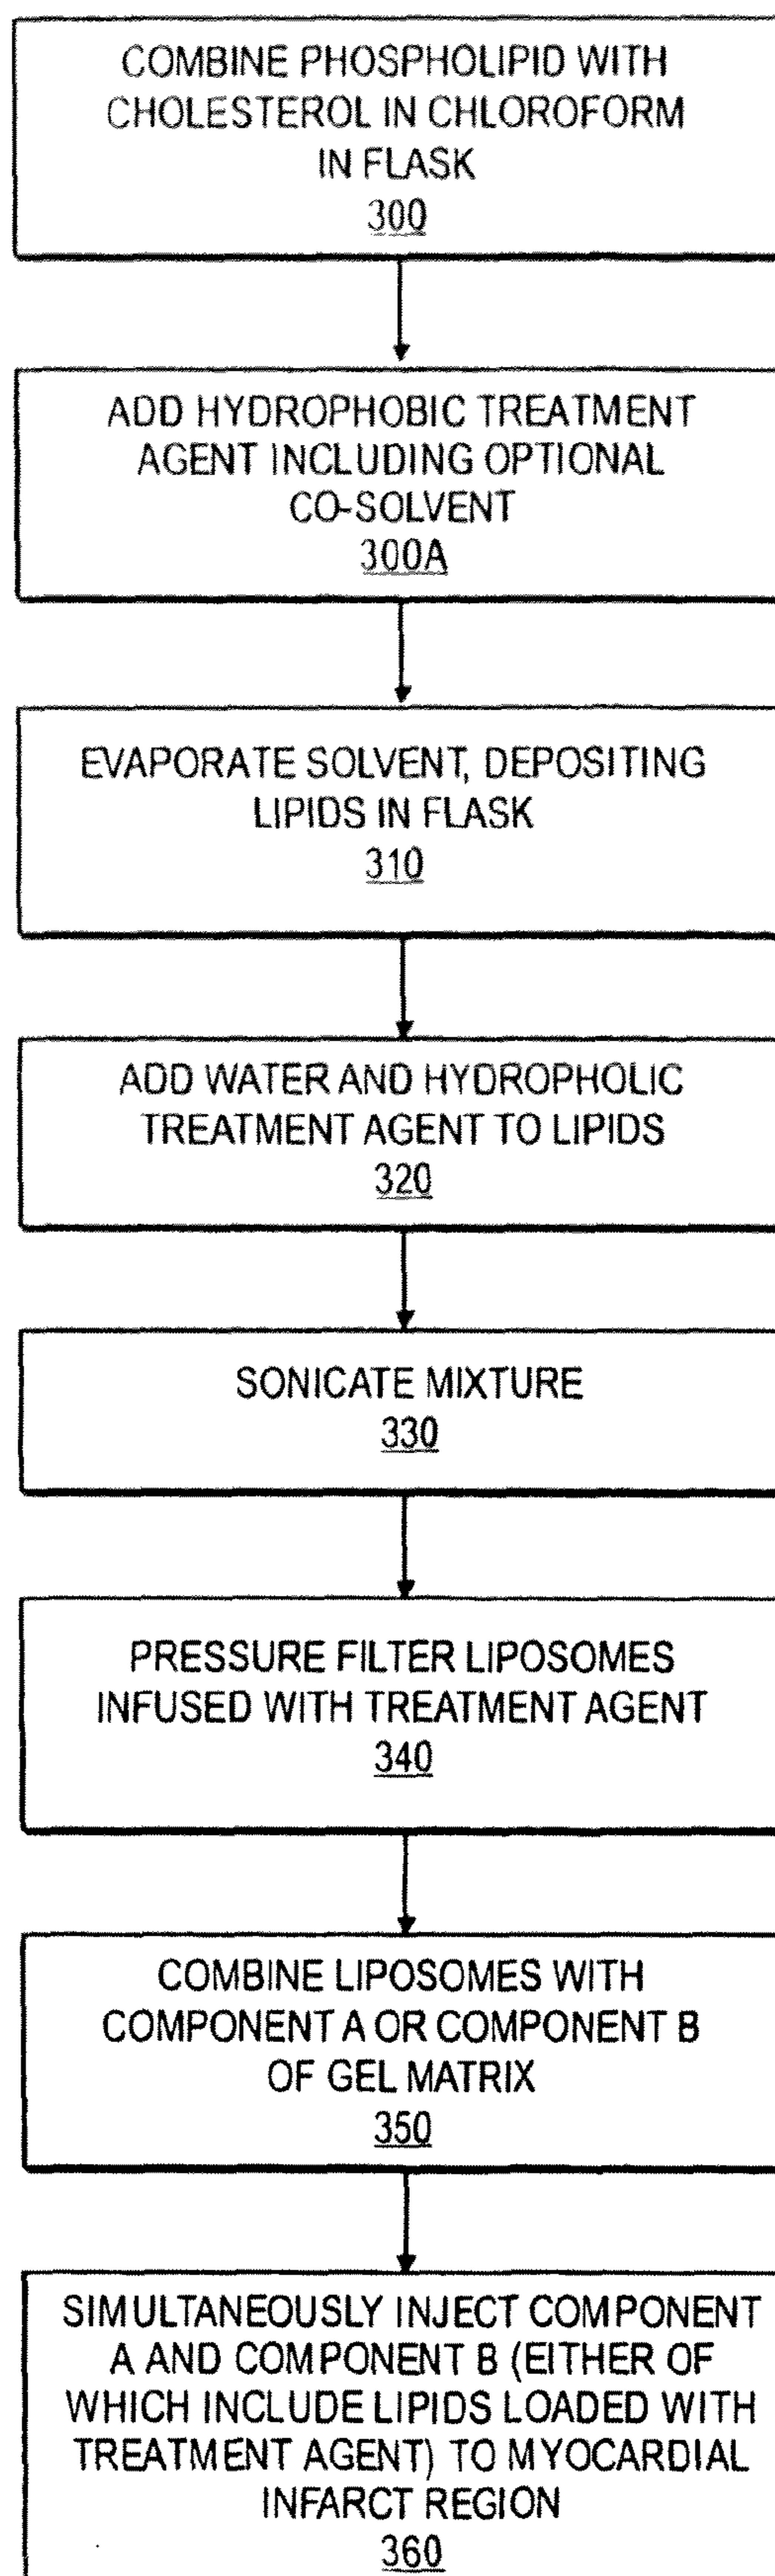 COMBINE PHOSPHOLIPID WITH
CHOLESTEROL IN CHLOROFORM
IN FLASK
300
ADD HYDROPHOBIC TREATMENT
AGENT INCLUDING OPTIONAL
CO-SOLVENT
300A
EVAPORATE SOLVENT, DEPOSITING
LIPIDS IN FLASK
310
ADD WATER AND HYDROPHOLIC
TREATMENT AGENT TO LIPIDS
320
SONICATE MIXTURE
330
PRESSURE FILTER LIPOSOMES
INFUSED WITH TREATMENT AGENT
340
COMBINE LIPOSOMES WITH
COMPONENT A OR COMPONENT B
OF GEL MATRIX
350
SIMULTANEOUSLY INJECT COMPONENT
A AND COMPONENT B (EITHER OF
WHICH INCLUDE LIPIDS LOADED WITH
TREATMENT AGENT) TO MYOCARDIAL
INFARCT REGION
360